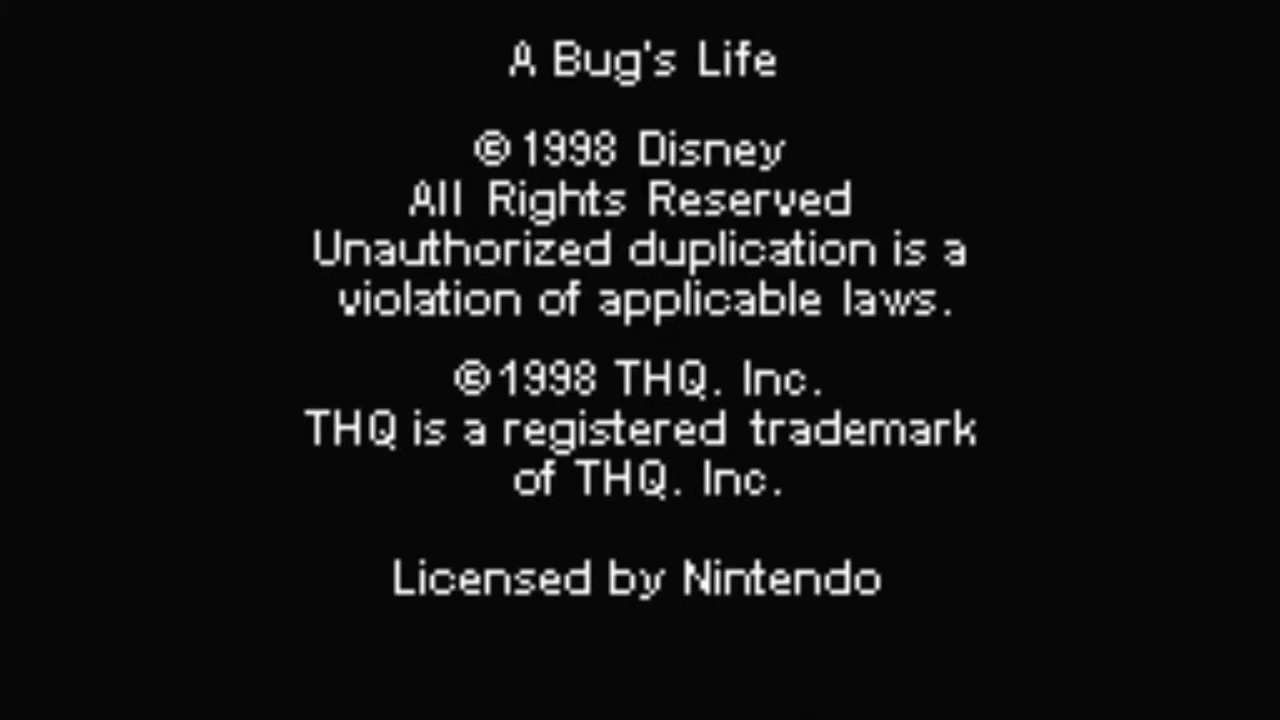 A Bug's Life
©1998 Disney
All Rights Reserved
Unauthorized duplication is a
violation of applicable laws.
©1998 THQ. Inc.
THQ is a registered trademark
of THQ. Inc.
Licensed by Nintendo